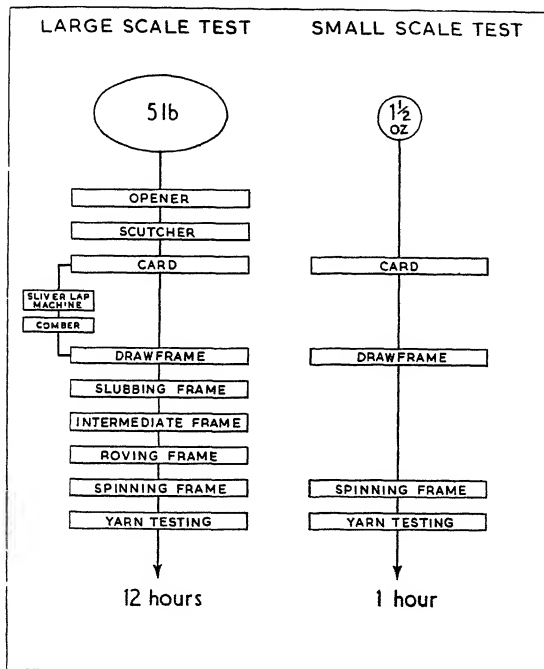 LARGE SCALE TEST
5lb
OPENER
SCUTCHER
CARD
SLIVER LAP
MACHINE
COMBER
DRAWFRAME
SLUBBING FRAME
INTERMEDIATE FRAME
ROVING FRAME
SPINNING FRAME
YARN TESTING
12 hours
SMALL SCALE TEST
1½
oz
CARD
DRAWFRAME
SPINNING FRAME
YARN TESTING
1 hour